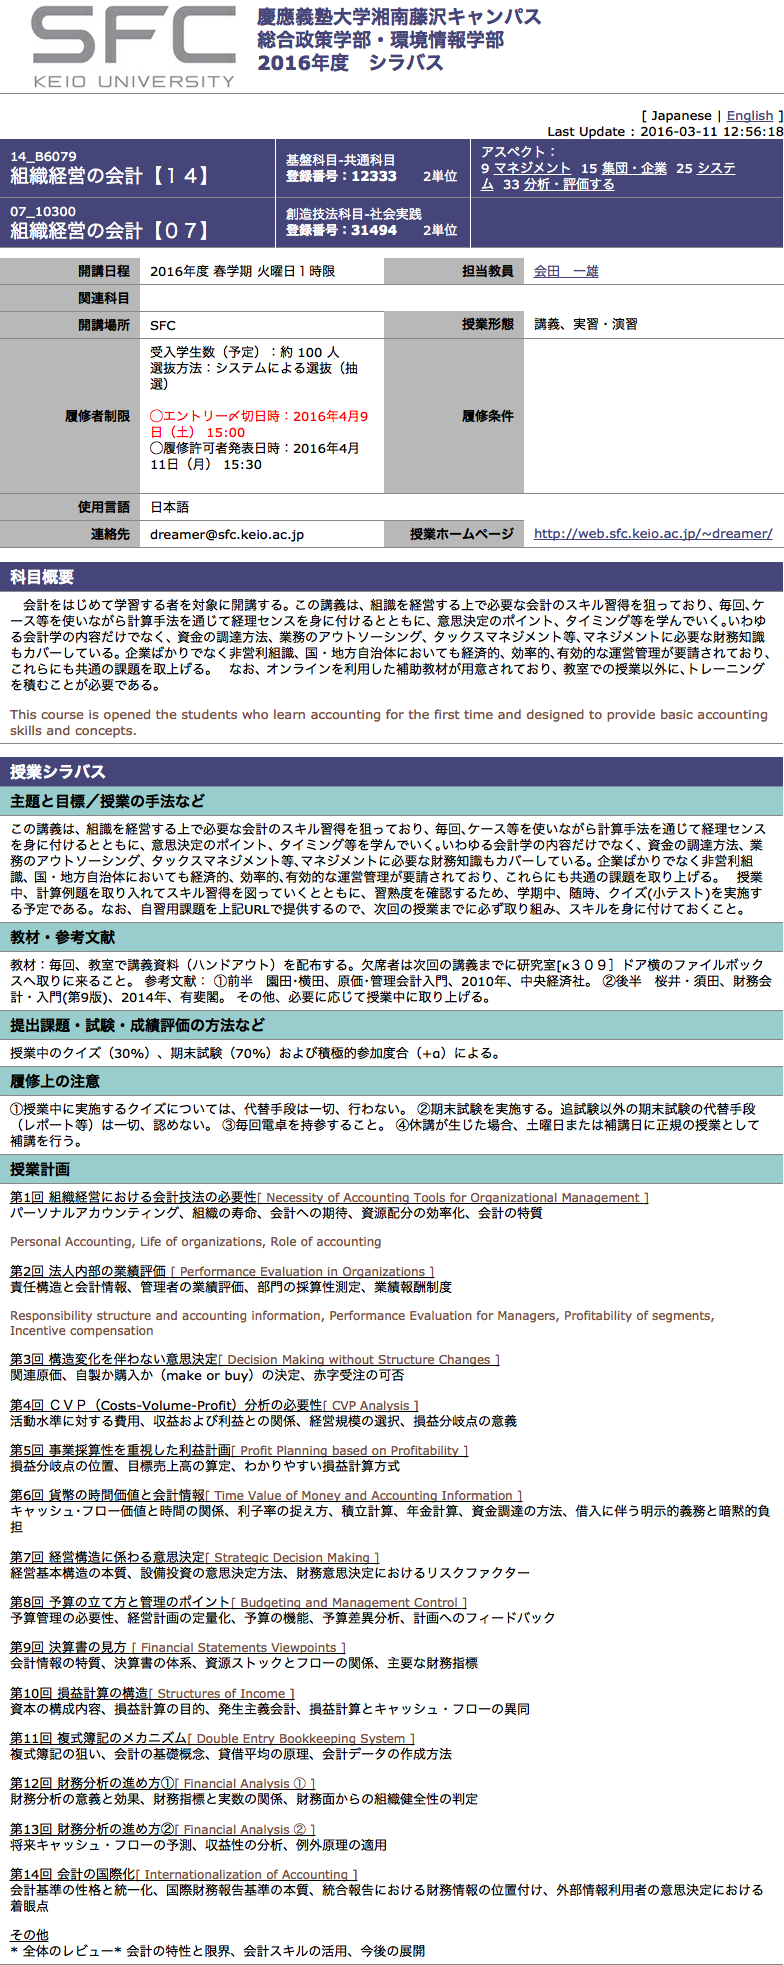 SFC
KEIO UNIVERSITY
慶應義塾大学湘南藤沢キャンパス
総合政策学部・環境情報学部
2016年度　シラバス
[ Japanese | English ]
Last Update : 2016-03-11 12:56:18
14_B6079
組織経営の会計【１４】
基盤科目-共通科目
登録番号：12333　2単位
アスペクト：
9 マネジメント 15 集団・企業 25 システ
ム 33 分析・評価する
07_10300
組織経営の会計【０７】
創造技法科目-社会実践
登録番号：31494　2単位
開講日程 2016年度 春学期 火曜日１時限 担当教員 会田　一雄
関連科目
開講場所 SFC 授業形態 講義、実習・演習
履修者制限
受入学生数（予定）：約 100 人
選抜方法：システムによる選抜（抽
選）
◯エントリー〆切日時：2016年4月9
日（土） 15:00
◯履修許可者発表日時：2016年4月
11日（月） 15:30
履修条件
使用言語 日本語
連絡先 dreamer@sfc.keio.ac.jp 授業ホームページ http://web.sfc.keio.ac.jp/~dreamer/
科目概要
　会計をはじめて学習する者を対象に開講する。この講義は、組織を経営する上で必要な会計のスキル習得を狙っており、毎回､ケ
ース等を使いながら計算手法を通じて経理センスを身に付けるとともに、意思決定のポイント、タイミング等を学んでいく｡いわゆ
る会計学の内容だけでなく、資金の調達方法、業務のアウトソーシング、タックスマネジメント等､マネジメントに必要な財務知識
もカバーしている。企業ばかりでなく非営利組織、国・地方自治体においても経済的、効率的､有効的な運営管理が要請されており、
これらにも共通の課題を取上げる。　なお、オンラインを利用した補助教材が用意されており、教室での授業以外に､トレーニング
を積むことが必要である。
This course is opened the students who learn accounting for the first time and designed to provide basic accounting
skills and concepts.
授業シラバス
主題と目標／授業の手法など
この講義は、組織を経営する上で必要な会計のスキル習得を狙っており、毎回､ケース等を使いながら計算手法を通じて経理センス
を身に付けるとともに、意思決定のポイント、タイミング等を学んでいく｡いわゆる会計学の内容だけでなく、資金の調達方法、業
務のアウトソーシング、タックスマネジメント等､マネジメントに必要な財務知識もカバーしている。企業ばかりでなく非営利組
織、国・地方自治体においても経済的、効率的､有効的な運営管理が要請されており、これらにも共通の課題を取上げる。　授業
中、計算例題を取り入れてスキル習得を図っていくとともに、習熟度を確認するため、学期中、随時、クイズ(小テスト)を実施す
る予定である。なお、自習用課題を上記URLで提供するので、次回の授業までに必ず取り組み、スキルを身に付けておくこと。
教材・参考文献
教材：毎回、教室で講義資料（ハンドアウト）を配布する。欠席者は次回の講義までに研究室[κ３０９］ドア横のファイルボック
スへ取りに来ること。 参考文献： ①前半　園田･横田、原価･管理会計入門、2010年、中央経済社。 ②後半　桜井・須田、財務会
計・入門(第9版)、2014年、有斐閣。 その他、必要に応じて授業中に取り上げる。
提出課題・試験・成績評価の方法など
授業中のクイズ（30%）、期末試験（70%）および積極的参加度合（+α）による。
履修上の注意
①授業中に実施するクイズについては、代替手段は一切、行わない。 ②期末試験を実施する。追試験以外の期末試験の代替手段
（レポート等）は一切、認めない。 ③毎回電卓を持参すること。 ④休講が生じた場合、土曜日または補講日に正規の授業として
補講を行う。
授業計画
第1回 組織経営における会計技法の必要性[ Necessity of Accounting Tools for Organizational Management ]
パーソナルアカウンティング、組織の寿命、会計への期待、資源配分の効率化、会計の特質
Personal Accounting, Life of organizations, Role of accounting
第2回 法人内部の業績評価 [ Performance Evaluation in Organizations ]
責任構造と会計情報、管理者の業績評価、部門の採算性測定、業績報酬制度
Responsibility structure and accounting information, Performance Evaluation for Managers, Profitability of segments,
Incentive compensation
第3回 構造変化を伴わない意思決定[ Decision Making without Structure Changes ]
関連原価、自製か購入か（make or buy）の決定、赤字受注の可否
第4回 ＣＶＰ（Costs-Volume-Profit）分析の必要性[ CVP Analysis ]
活動水準に対する費用、収益および利益との関係、経営規模の選択、損益分岐点の意義
第5回 事業採算性を重視した利益計画[ Profit Planning based on Profitability ]
損益分岐点の位置、目標売上高の算定、わかりやすい損益計算方式
第6回 貨幣の時間価値と会計情報[ Time Value of Money and Accounting Information ]
キャッシュ･フロー価値と時間の関係、利子率の捉え方、積立計算、年金計算、資金調達の方法、借入に伴う明示的義務と暗黙的負
担
第7回 経営構造に係わる意思決定[ Strategic Decision Making ]
経営基本構造の本質、設備投資の意思決定方法、財務意思決定におけるリスクファクター
第8回 予算の立て方と管理のポイント[ Budgeting and Management Control ]
予算管理の必要性、経営計画の定量化、予算の機能、予算差異分析、計画へのフィードバック
第9回 決算書の見方 [ Financial Statements Viewpoints ]
会計情報の特質、決算書の体系、資源ストックとフローの関係、主要な財務指標
第10回 損益計算の構造[ Structures of Income ]
資本の構成内容、損益計算の目的、発生主義会計、損益計算とキャッシュ・フローの異同
第11回 複式簿記のメカニズム[ Double Entry Bookkeeping System ]
複式簿記の狙い、会計の基礎概念、貸借平均の原理、会計データの作成方法
第12回 財務分析の進め方①[ Financial Analysis ① ]
財務分析の意義と効果、財務指標と実数の関係、財務面からの組織健全性の判定
第13回 財務分析の進め方②[ Financial Analysis ② ]
将来キャッシュ・フローの予測、収益性の分析、例外原理の適用
第14回 会計の国際化[ Internationalization of Accounting ]
会計基準の性格と統一化、国際財務報告基準の本質、統合報告における財務情報の位置付け、外部情報利用者の意思決定における
着眼点
その他
* 全体のレビュー* 会計の特性と限界、会計スキルの活用、今後の展開